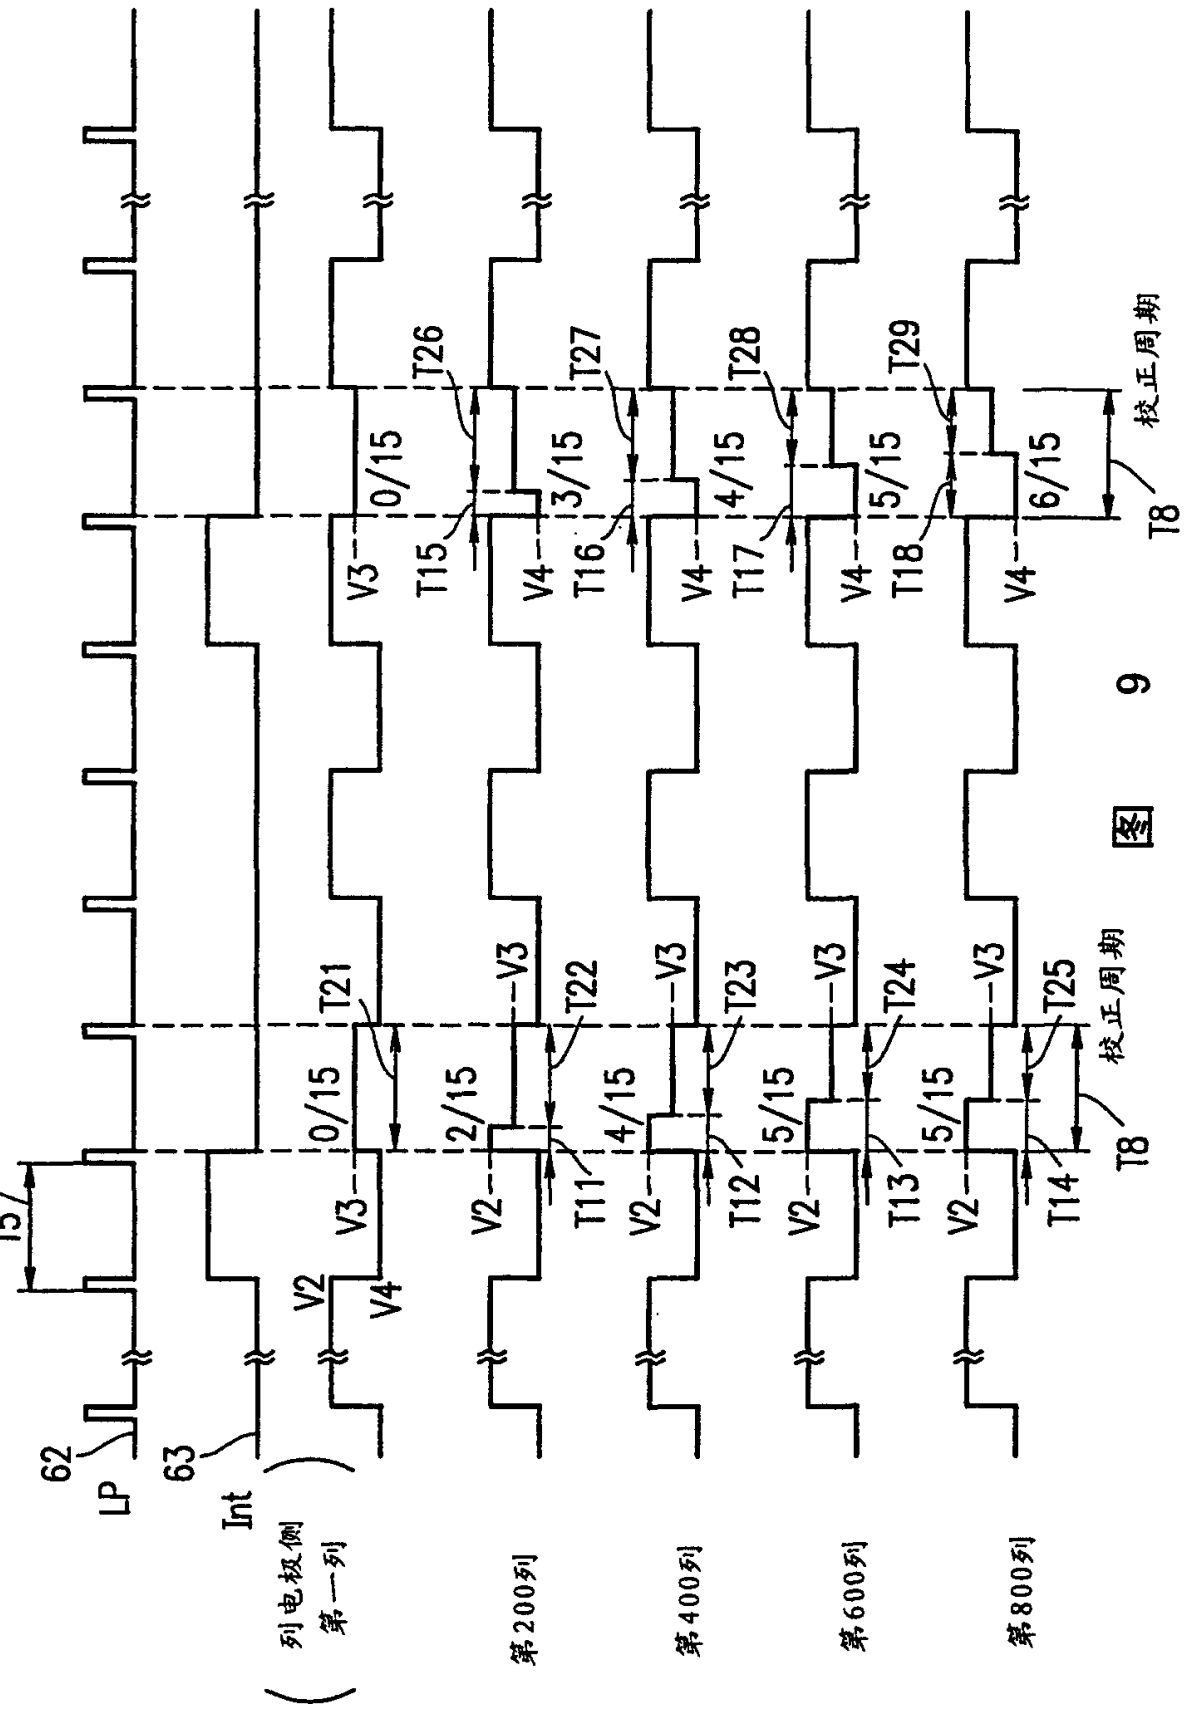 T5
62
LP
63
Int
列电极侧
第一列
V2
V4
V3
0/15
T21
V3
0/15
第200列
V2
2/15
V3
T11
T22
V4
3/15
T15
T26
第400列
V2
4/15
V3
T12
T23
V4
4/15
T16
T27
第600列
V2
5/15
V3
T13
T24
V4
5/15
T17
T28
第800列
V2
5/15
V3
T14
T25
V4
6/15
T18
T29
T8
校正周期
T8
校正周期
图 9